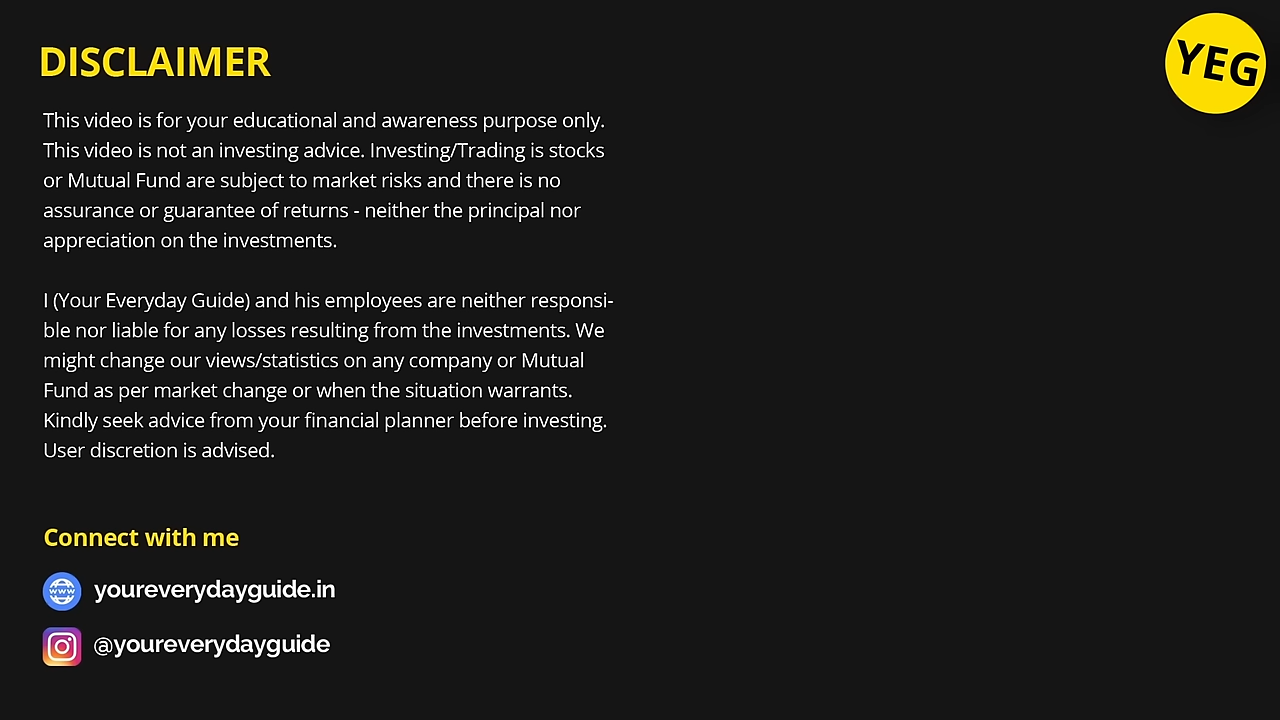 DISCLAIMER
YEG
This video is for your educational and awareness purpose only.
This video is not an investing advice. Investing/Trading is stocks
or Mutual Fund are subject to market risks and there is no
assurance or guarantee of returns - neither the principal nor
appreciation on the investments.
I (Your Everyday Guide) and his employees are neither responsi-
ble nor liable for any losses resulting from the investments. We
might change our views/statistics on any company or Mutual
Fund as per market change or when the situation warrants.
Kindly seek advice from your financial planner before investing.
User discretion is advised.
Connect with me
www
youreverydayguide.in
@youreverydayguide